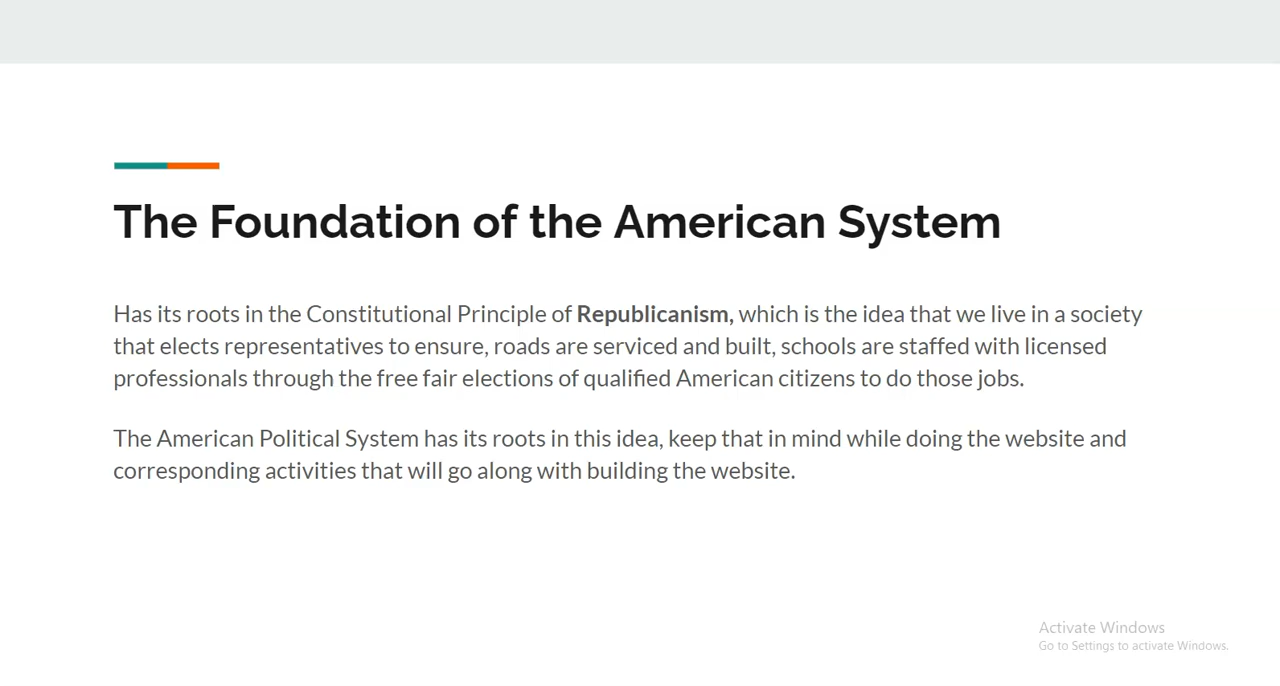 The Foundation of the American System
Has its roots in the Constitutional Principle of Republicanism, which is the idea that we live in a society
that elects representatives to ensure, roads are serviced and built, schools are staffed with licensed
professionals through the free fair elections of qualified American citizens to do those jobs.
The American Political System has its roots in this idea, keep that in mind while doing the website and
corresponding activities that will go along with building the website.
Activate Windows
Go to Settings to activate Windows.